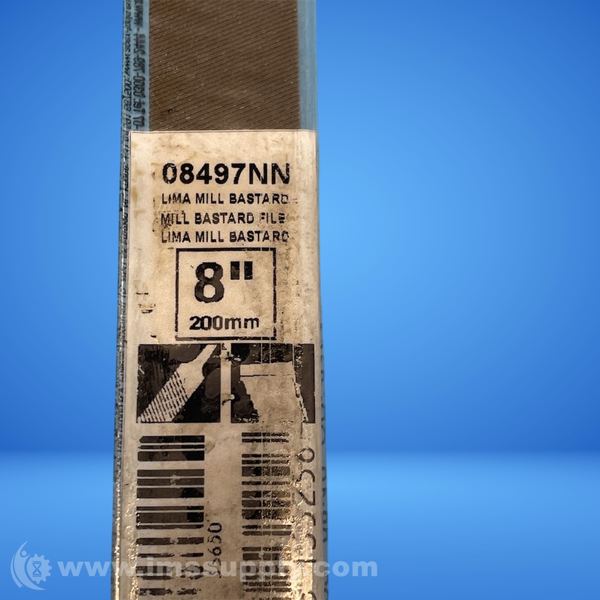 08497NN
LIMA MILL BASTARD
MILL BASTARD FILE
LIMA MILL BASTARD
8"
200mm
www.imssupply.com